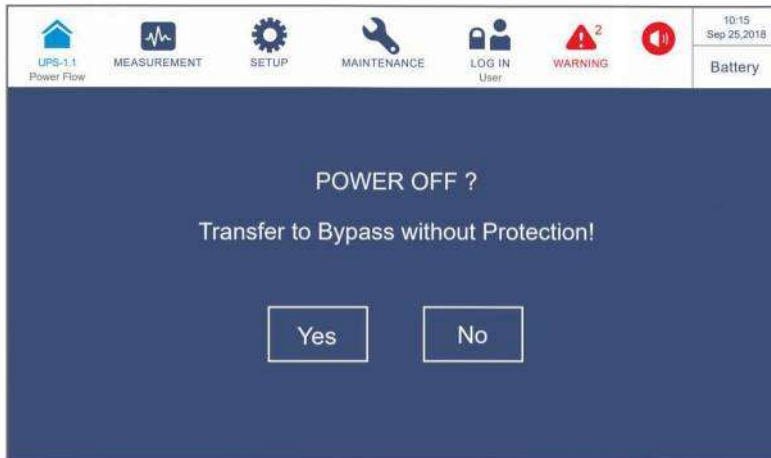 UPS-1.1
Power Flow
MEASUREMENT
SETUP
MAINTENANCE
LOG IN
User
2
WARNING
10:15
Sep 25,2018
Battery
POWER OFF ?
Transfer to Bypass without Protection!
Yes
No